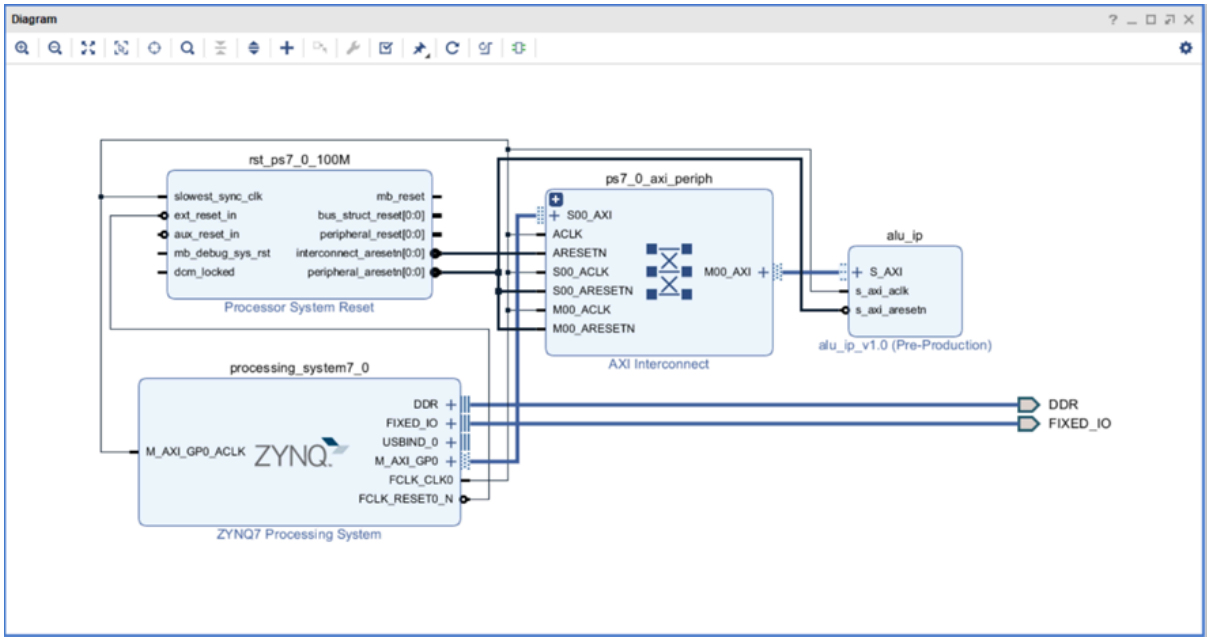 Diagram
rst_ps7_0_100M
slowest_sync_clk
ext_reset_in
aux_reset_in
mb_debug_sys_rst
dcm_locked
mb_reset
bus_struct_reset[0:0]
peripheral_reset[0:0]
interconnect_aresetn[0:0]
peripheral_aresetn[0:0]
Processor System Reset
ps7_0_axi_periph
S00_AXI
ACLK
ARESETN
S00_ACLK
S00_ARESETN
M00_ACLK
M00_ARESETN
M00_AXI
AXI Interconnect
alu_ip
S_AXI
s_axi_aclk
s_axi_aresetn
alu_ip_v1.0 (Pre-Production)
processing_system7_0
M_AXI_GP0_ACLK
ZYNQ
DDR
FIXED_IO
USBIND_0
M_AXI_GP0
FCLK_CLK0
FCLK_RESET0_N
ZYNQ7 Processing System
DDR
FIXED_IO